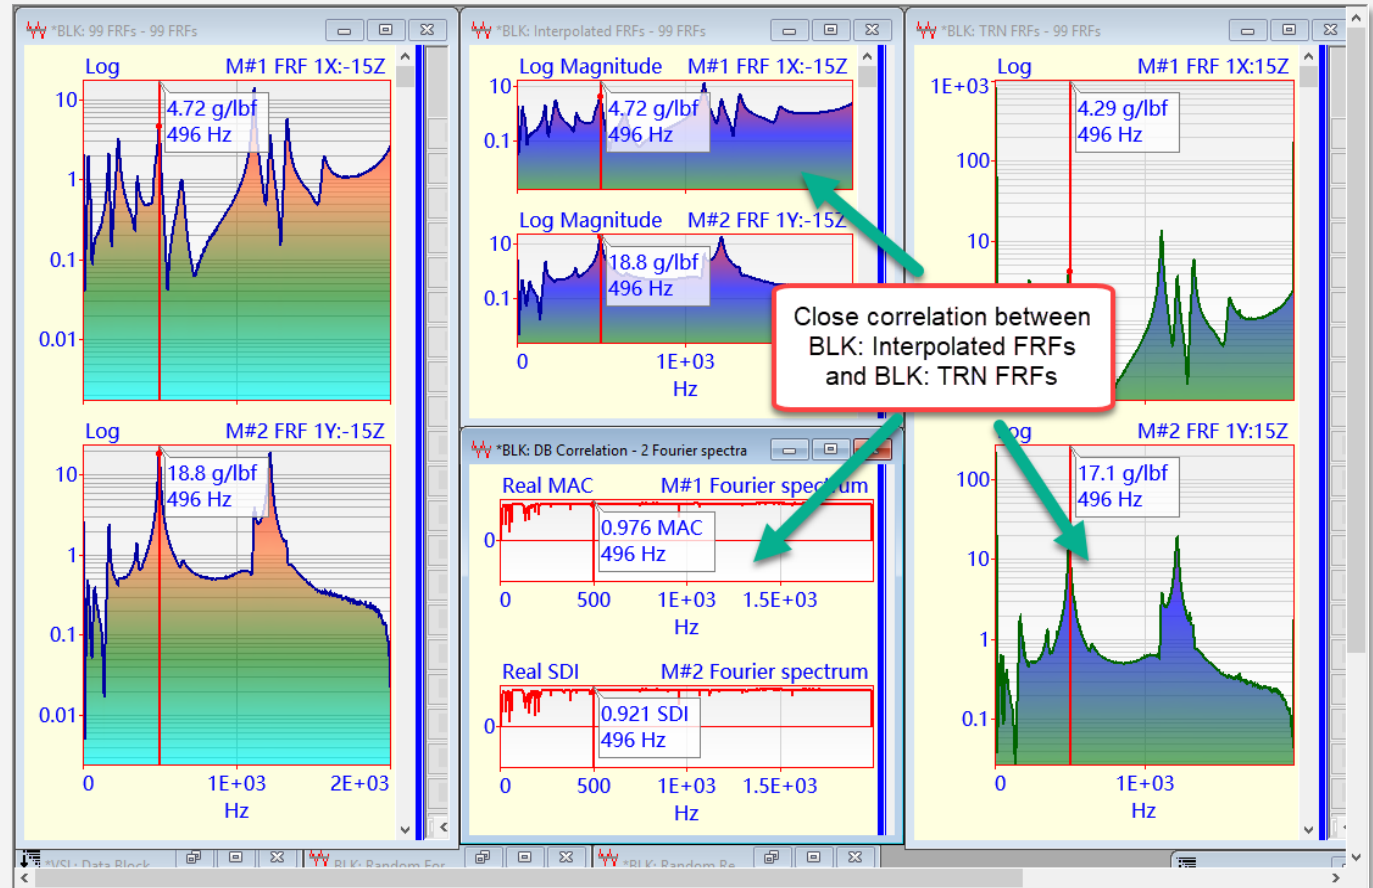 *BLK: 99 FRFs - 99 FRFs
Log M#1 FRF 1X:-15Z
10
4.72 g/lbf
496 Hz
1
0.1
0.01
Log M#2 FRF 1Y:-15Z
10
18.8 g/lbf
496 Hz
1
0.1
0.01
0 1E+03 2E+03
Hz
*BLK: Interpolated FRFs - 99 FRFs
Log Magnitude M#1 FRF 1X:-15Z
10
4.72 g/lbf
496 Hz
0.1
Log Magnitude M#2 FRF 1Y:-15Z
10
18.8 g/lbf
496 Hz
0.1
0 1E+03
Hz
Close correlation between
BLK: Interpolated FRFs
and BLK: TRN FRFs
*BLK: DB Correlation - 2 Fourier spectra
Real MAC M#1 Fourier spectrum
0.976 MAC
0
496 Hz
0 500 1E+03 1.5E+03
Hz
Real SDI M#2 Fourier spectrum
0.921 SDI
0
496 Hz
0 500 1E+03 1.5E+03
Hz
*BLK: TRN FRFs - 99 FRFs
Log M#1 FRF 1X:15Z
1E+03
4.29 g/lbf
496 Hz
100
10
Log M#2 FRF 1Y:15Z
100
17.1 g/lbf
496 Hz
10
1
0.1
0 1E+03
Hz
*VSL: Data Block
BLK: Random For
*BLK: Random Re